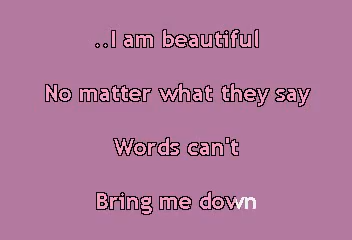 ..I am beautiful
No matter what they say
Words can't
Bring me down